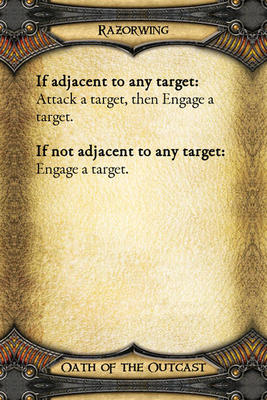 Razorwing
If adjacent to any target:
Attack a target, then Engage a
target.
If not adjacent to any target:
Engage a target.
Oath of the Outcast